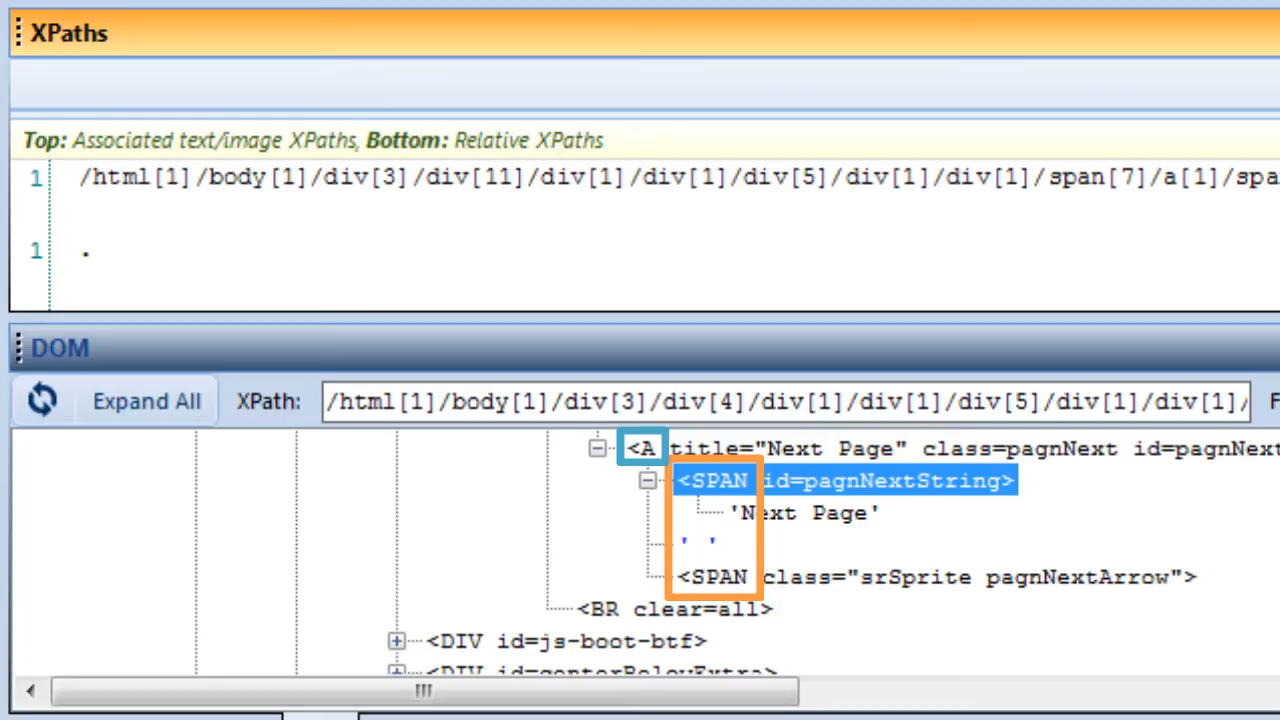 XPaths
Top: Associated text/image XPaths, Bottom: Relative XPaths
1 /html[1]/body[1]/div[3]/div[11]/div[1]/div[1]/div[5]/div[1]/div[1]/span[7]/a[1]/spa
1 .
DOM
Expand All XPath: /html[1]/body[1]/div[3]/div[4]/div[1]/div[1]/div[5]/div[1]/div[1]/ F
<A title="Next Page" class=pagnNext id=pagnNext
<SPAN id=pagnNextString>
'Next Page'
' '
<SPAN class="srSprite pagnNextArrow">
<BR clear=all>
<DIV id=js-boot-btf>
<DIV id=centerBelowExtra>